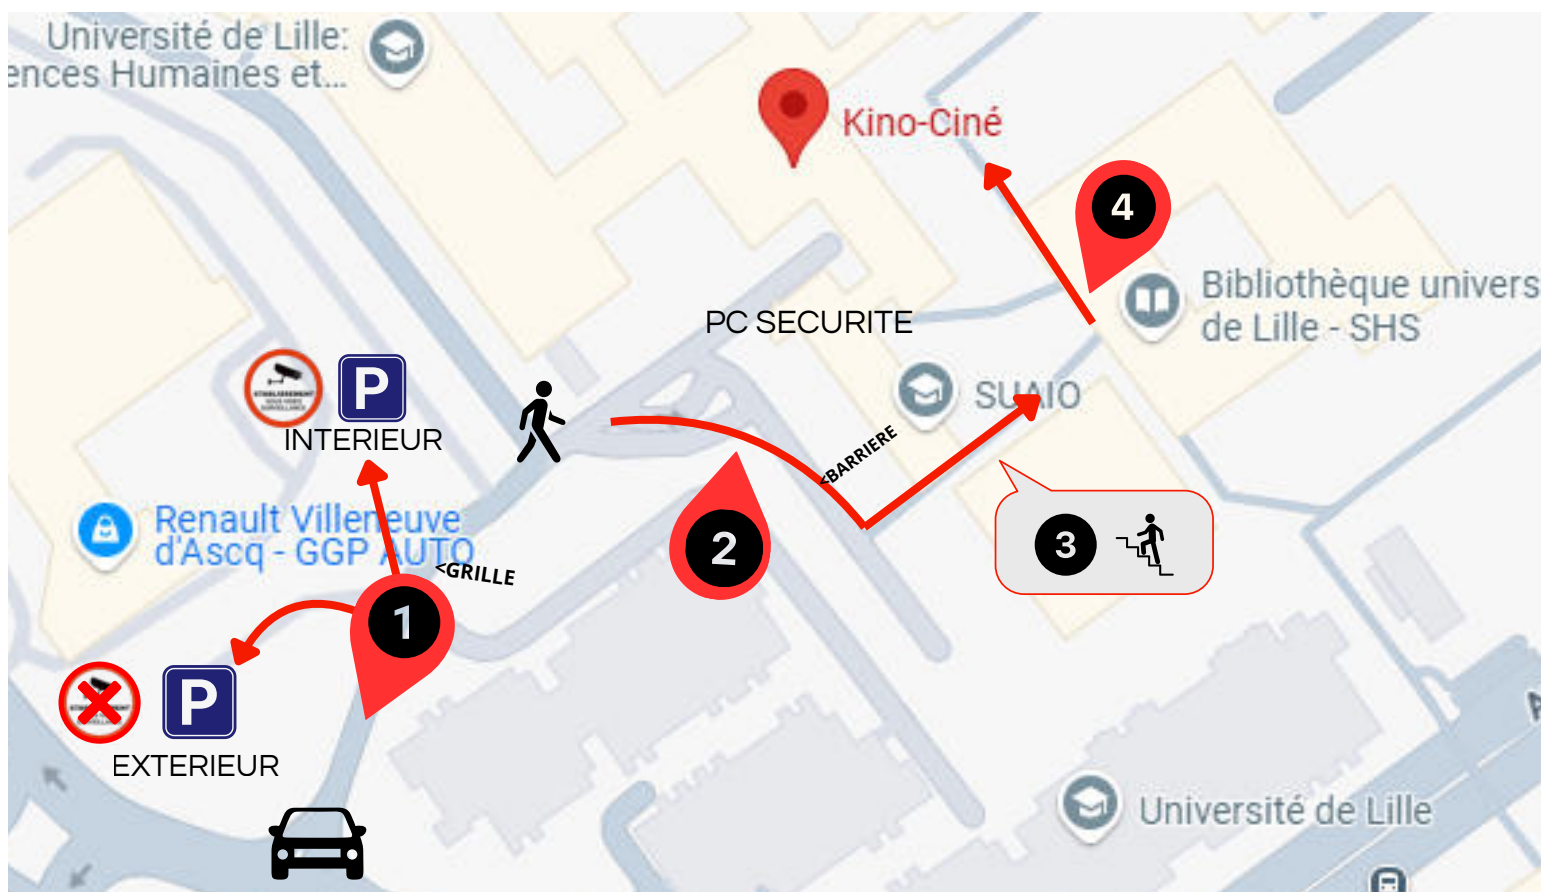 Université de Lille:
ences Humaines et...
Kino-Ciné
4
Bibliothèque univers
de Lille - SHS
PC SECURITE
P
INTERIEUR
SUAIO
<BARRIERE
Renault Villeneuve
d'Ascq - GGP AUTO
<GRILLE
2
3
1
P
EXTERIEUR
Université de Lille